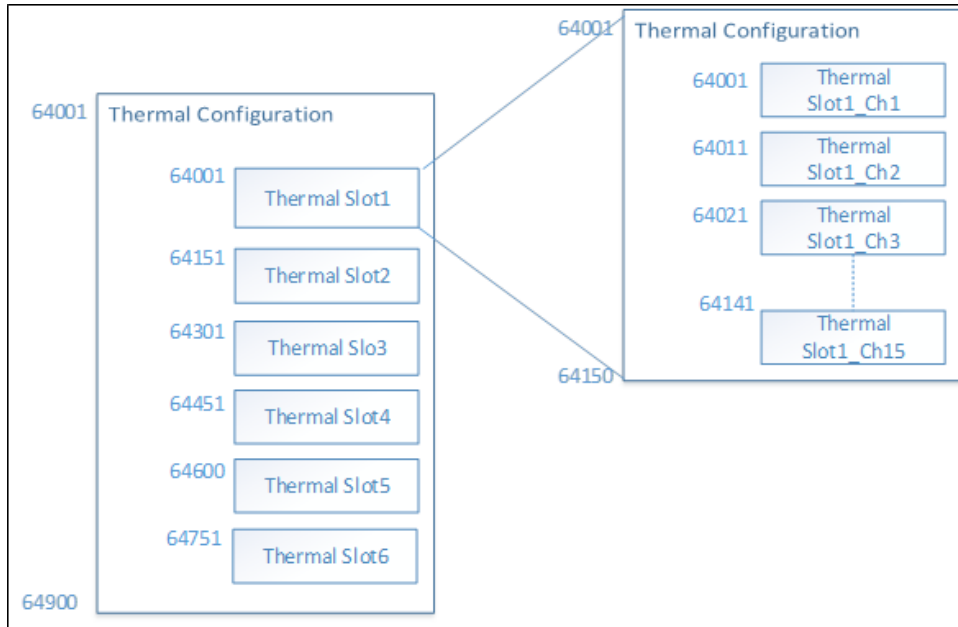 64001
Thermal Configuration
64001
Thermal Slot1
64151
Thermal Slot2
64301
Thermal Slo3
64451
Thermal Slot4
64600
Thermal Slot5
64751
Thermal Slot6
64900
64001
Thermal Configuration
64001
Thermal
Slot1_Ch1
64011
Thermal
Slot1_Ch2
64021
Thermal
Slot1_Ch3
64141
Thermal
Slot1_Ch15
64150